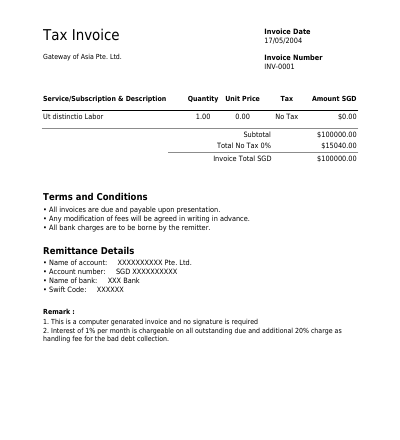 Tax Invoice
Invoice Date
17/05/2004
Gateway of Asia Pte. Ltd.
Invoice Number
INV-0001
Service/Subscription & Description Quantity Unit Price Tax Amount SGD
Ut distinctio Labor 1.00 0.00 No Tax $0.00
Subtotal $100000.00
Total No Tax 0% $15040.00
Invoice Total SGD $100000.00
Terms and Conditions
• All invoices are due and payable upon presentation.
• Any modification of fees will be agreed in writing in advance.
• All bank charges are to be borne by the remitter.
Remittance Details
• Name of account: XXXXXXXXXX Pte. Ltd.
• Account number: SGD XXXXXXXXXX
• Name of bank: XXX Bank
• Swift Code: XXXXXX
Remark :
1. This is a computer genarated invoice and no signature is required
2. Interest of 1% per month is chargeable on all outstanding due and additional 20% charge as
handling fee for the bad debt collection.